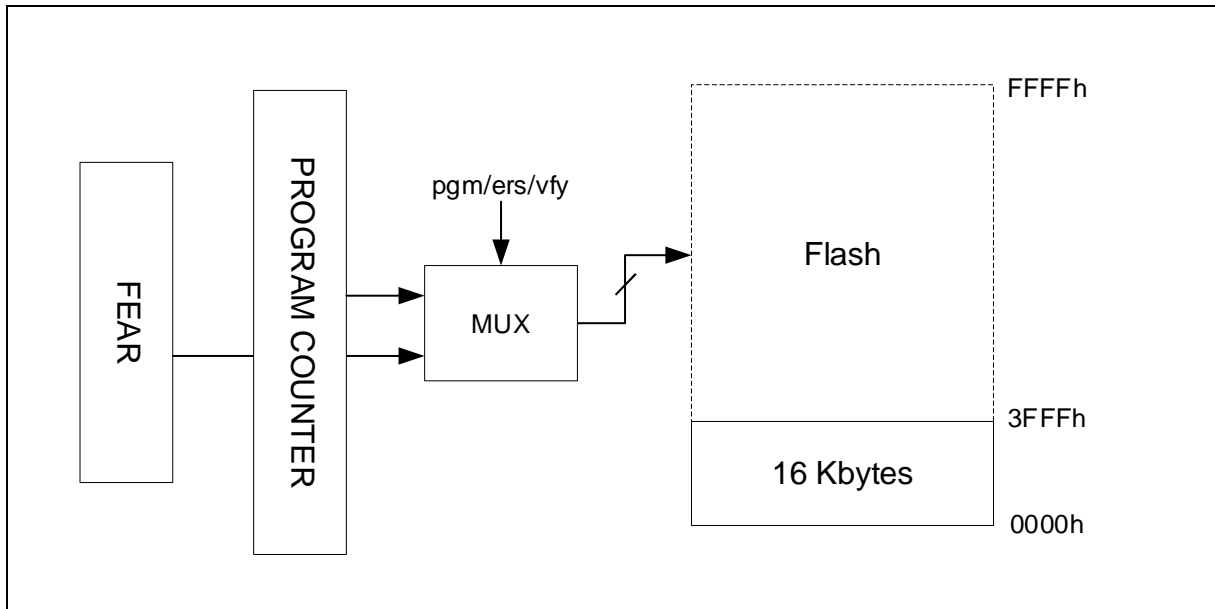 FEAR
PROGRAM COUNTER
pgm/ers/vfy
MUX
FFFFh
Flash
3FFFh
16 Kbytes
0000h